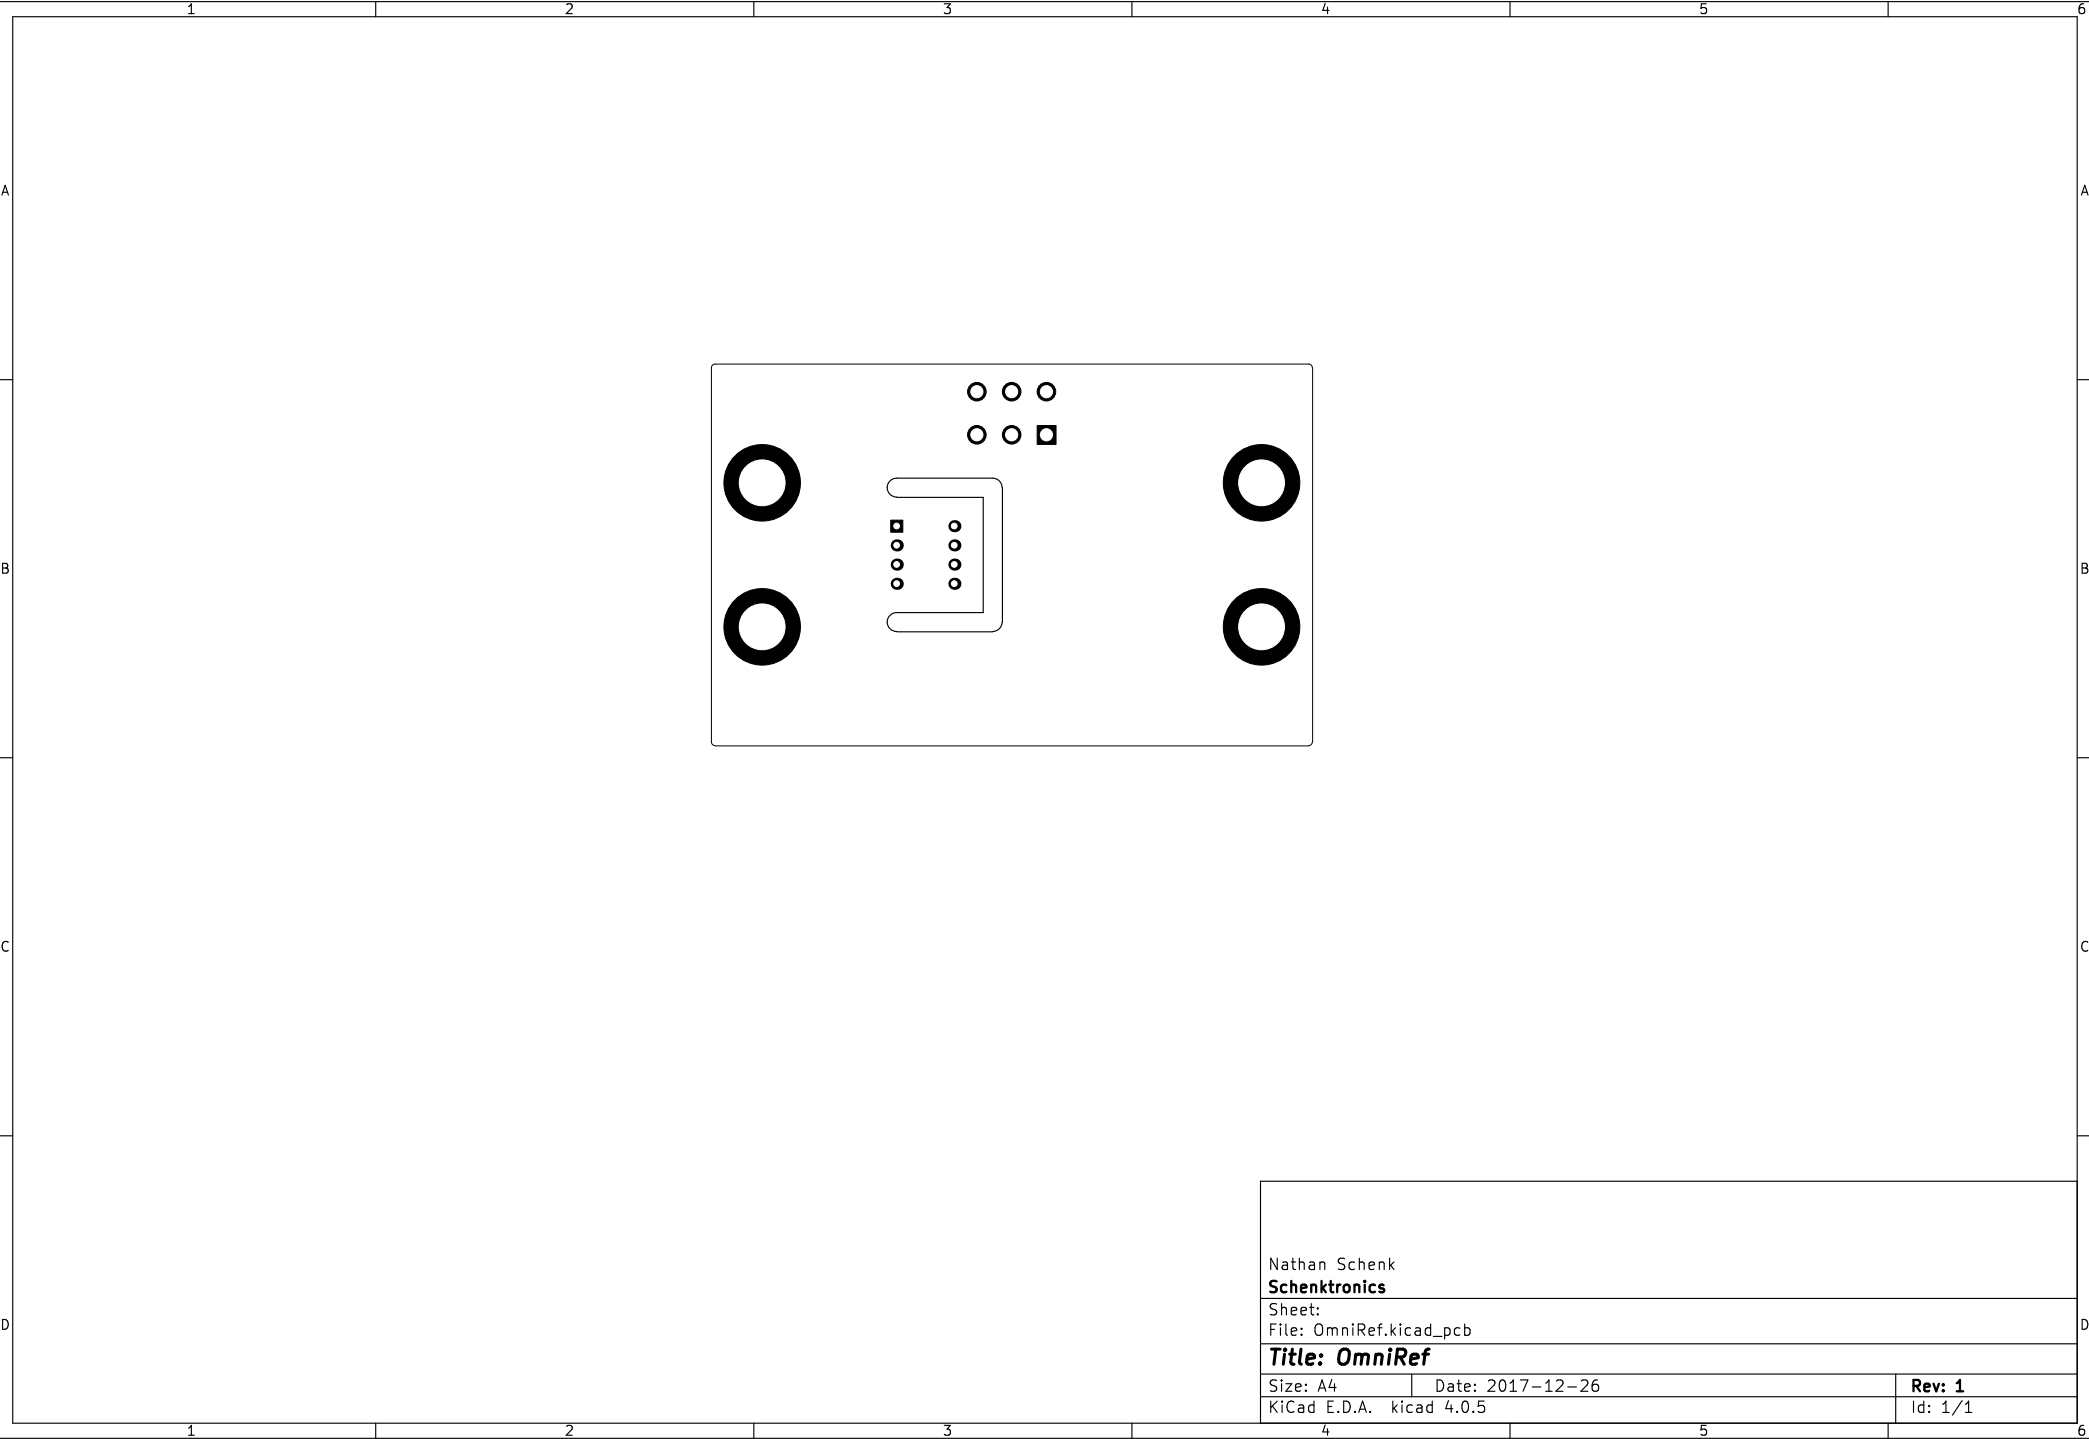 1 2 3 4 5 6
A A
B B
C C
D D
Nathan Schenk
Schenktronics
Sheet:
File: OmniRef.kicad_pcb
Title: OmniRef
Size: A4 Date: 2017-12-26 Rev: 1
KiCad E.D.A. kicad 4.0.5 Id: 1/1
1 2 3 4 5 6